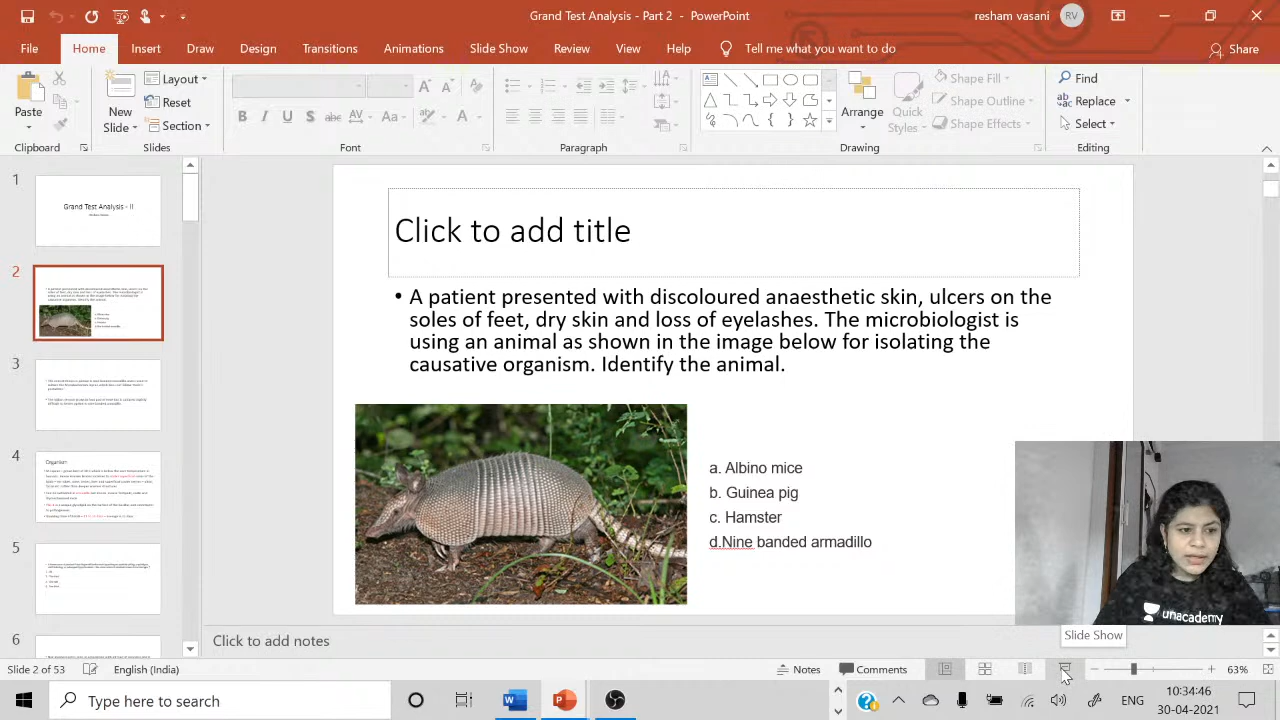 Grand Test Analysis - Part 2 - PowerPoint
resham vasani
RV
File Home Insert Draw Design Transitions Animations Slide Show Review View Help Tell me what you want to do Share
Paste
Clipboard
New Slide
Layout
Reset
Section
Slides
Font
Paragraph
Arrange
Quick Styles
Shape Fill
Shape Outline
Shape Effects
Drawing
Find
Replace
Select
Editing
1
Grand Test Analysis - II
2
3
4
Organism
5
6
Click to add title
• A patient presented with discoloured anaesthetic skin, ulcers on the
soles of feet, dry skin and loss of eyelashes. The microbiologist is
using an animal as shown in the image below for isolating the
causative organism. Identify the animal.
a. Albino mice
b. Guinea pig
c. Hamster
d.Nine banded armadillo
unacademy
Slide Show
Click to add notes
Slide 2 of 53 English (India) Notes Comments 63%
Type here to search
ENG
10:34:46
30-04-2021